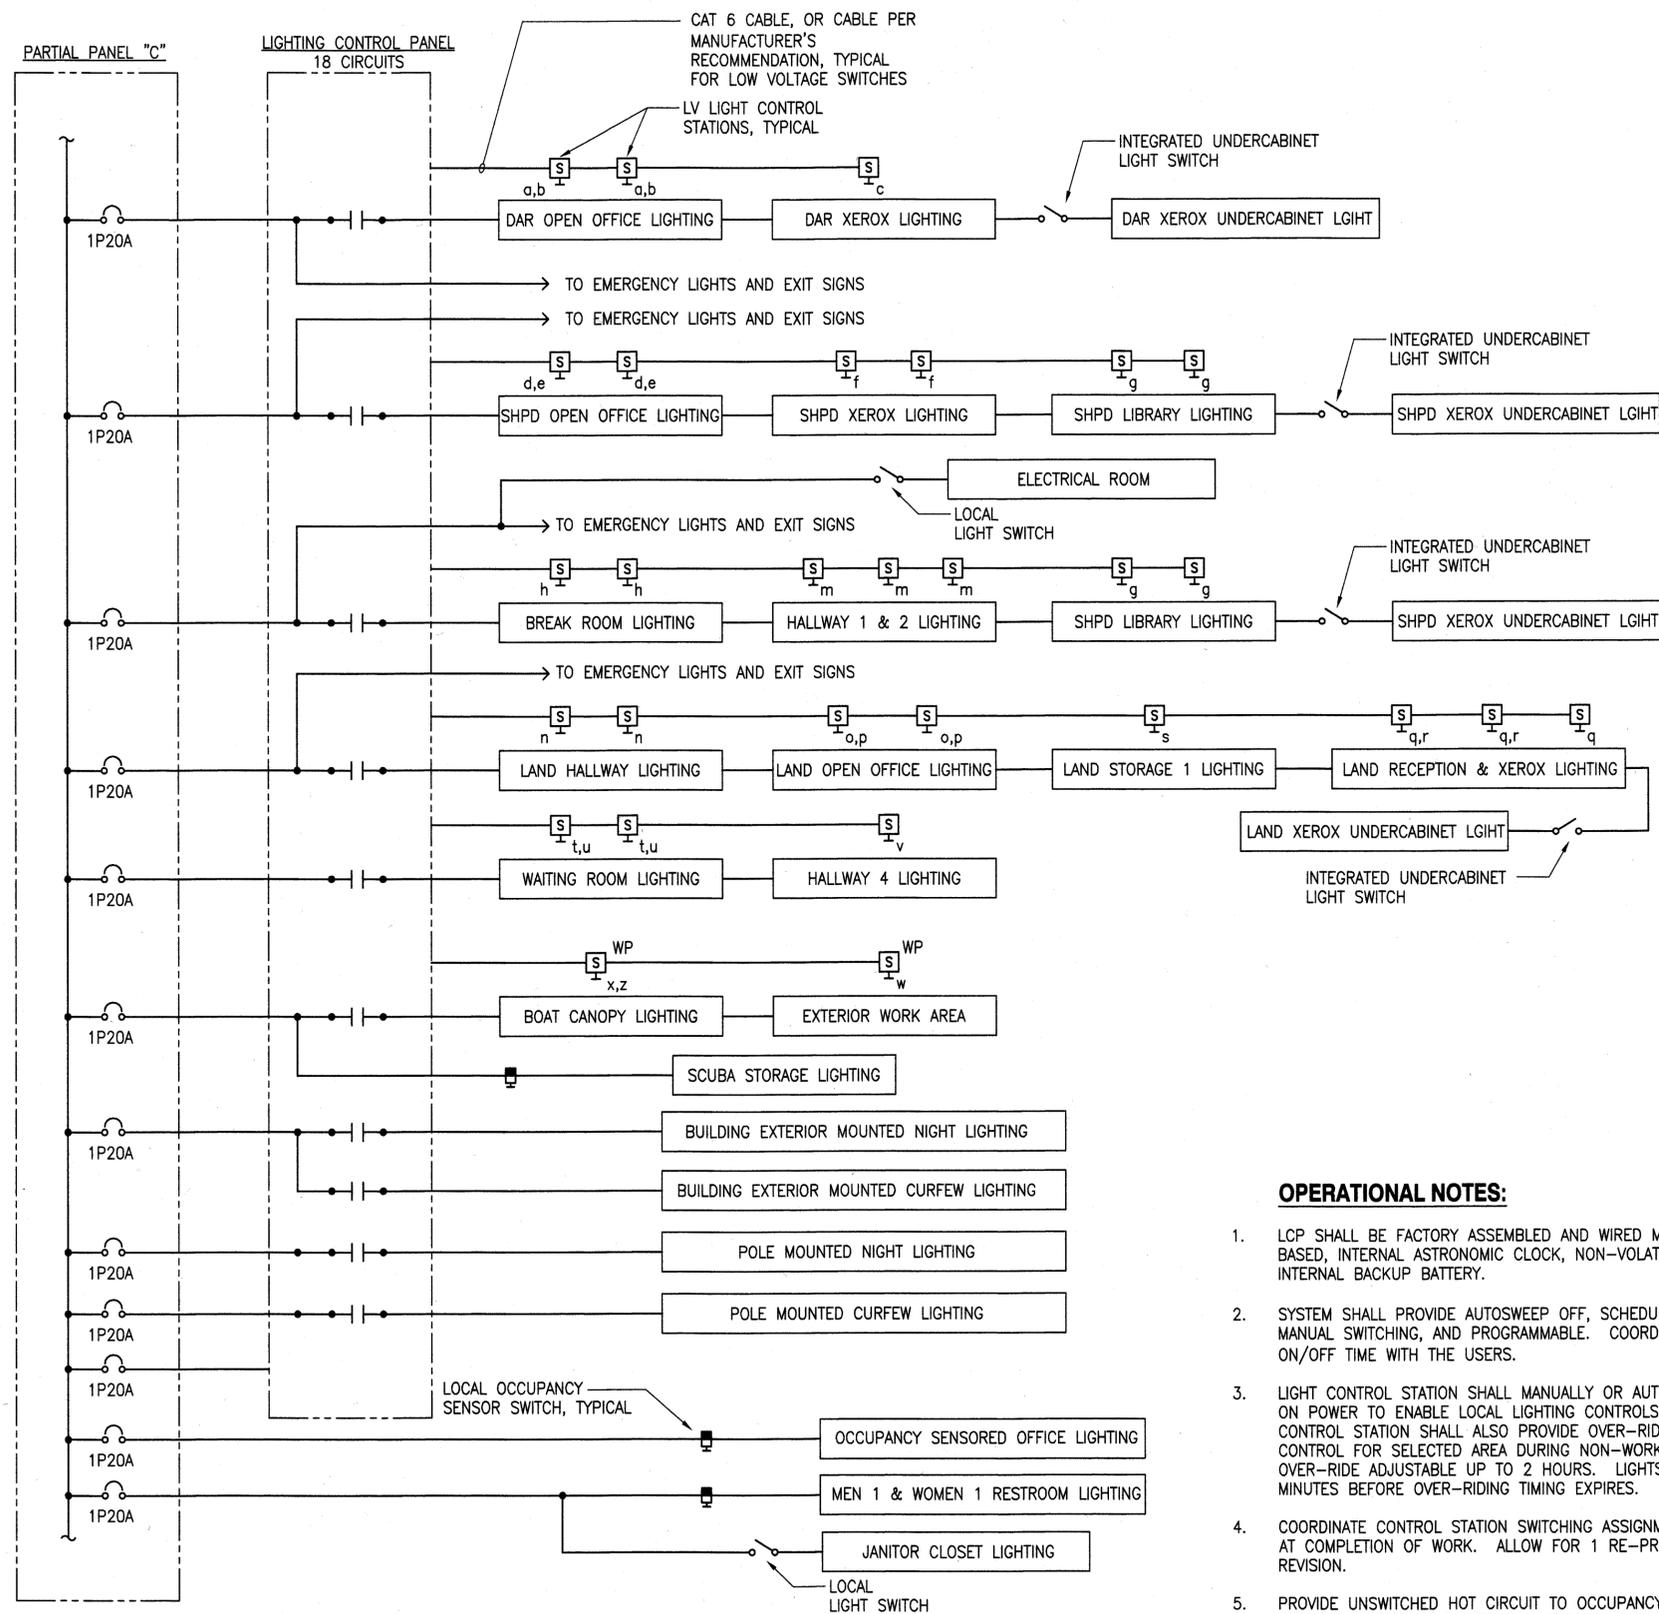 PARTIAL PANEL "C"
LIGHTING CONTROL PANEL
18 CIRCUITS
CAT 6 CABLE, OR CABLE PER
MANUFACTURER'S
RECOMMENDATION, TYPICAL
FOR LOW VOLTAGE SWITCHES
LV LIGHT CONTROL
STATIONS, TYPICAL
INTEGRATED UNDERCABINET
LIGHT SWITCH
S S S
a,b a,b c
1P20A
DAR OPEN OFFICE LIGHTING
DAR XEROX LIGHTING
DAR XEROX UNDERCABINET LGIHT
TO EMERGENCY LIGHTS AND EXIT SIGNS
TO EMERGENCY LIGHTS AND EXIT SIGNS
INTEGRATED UNDERCABINET
LIGHT SWITCH
S S S S S S
d,e d,e f f g g
1P20A
SHPD OPEN OFFICE LIGHTING
SHPD XEROX LIGHTING
SHPD LIBRARY LIGHTING
SHPD XEROX UNDERCABINET LGIHT
ELECTRICAL ROOM
LOCAL
LIGHT SWITCH
TO EMERGENCY LIGHTS AND EXIT SIGNS
INTEGRATED UNDERCABINET
LIGHT SWITCH
S S S S S S S
h h m m m g g
1P20A
BREAK ROOM LIGHTING
HALLWAY 1 & 2 LIGHTING
SHPD LIBRARY LIGHTING
SHPD XEROX UNDERCABINET LGIHT
TO EMERGENCY LIGHTS AND EXIT SIGNS
S S S S S S S S
n n o,p o,p s q,r q,r q
1P20A
LAND HALLWAY LIGHTING
LAND OPEN OFFICE LIGHTING
LAND STORAGE 1 LIGHTING
LAND RECEPTION & XEROX LIGHTING
LAND XEROX UNDERCABINET LGIHT
INTEGRATED UNDERCABINET
LIGHT SWITCH
S S S
t,u t,u v
1P20A
WAITING ROOM LIGHTING
HALLWAY 4 LIGHTING
WP WP
S S
x,z w
1P20A
BOAT CANOPY LIGHTING
EXTERIOR WORK AREA
SCUBA STORAGE LIGHTING
1P20A
BUILDING EXTERIOR MOUNTED NIGHT LIGHTING
BUILDING EXTERIOR MOUNTED CURFEW LIGHTING
1P20A
POLE MOUNTED NIGHT LIGHTING
1P20A
POLE MOUNTED CURFEW LIGHTING
1P20A
LOCAL OCCUPANCY
SENSOR SWITCH, TYPICAL
1P20A
OCCUPANCY SENSORED OFFICE LIGHTING
1P20A
MEN 1 & WOMEN 1 RESTROOM LIGHTING
JANITOR CLOSET LIGHTING
LOCAL
LIGHT SWITCH
OPERATIONAL NOTES:
1. LCP SHALL BE FACTORY ASSEMBLED AND WIRED
BASED, INTERNAL ASTRONOMIC CLOCK,
INTERNAL BACKUP BATTERY.
2. SYSTEM SHALL PROVIDE AUTOSWEEP OFF,
MANUAL SWITCHING, AND PROGRAMMABLE.
ON/OFF TIME WITH THE USERS.
3. LIGHT CONTROL STATION SHALL MANUALLY OR
ON POWER TO ENABLE LOCAL LIGHTING CONTROLS
CONTROL STATION SHALL ALSO PROVIDE
CONTROL FOR SELECTED AREA DURING
OVER-RIDE ADJUSTABLE UP TO 2 HOURS. LIGHTS
MINUTES BEFORE OVER-RIDING TIMING EXPIRES.
4. COORDINATE CONTROL STATION SWITCHING
AT COMPLETION OF WORK. ALLOW FOR 1
REVISION.
5. PROVIDE UNSWITCHED HOT CIRCUIT TO OCCUPANCY